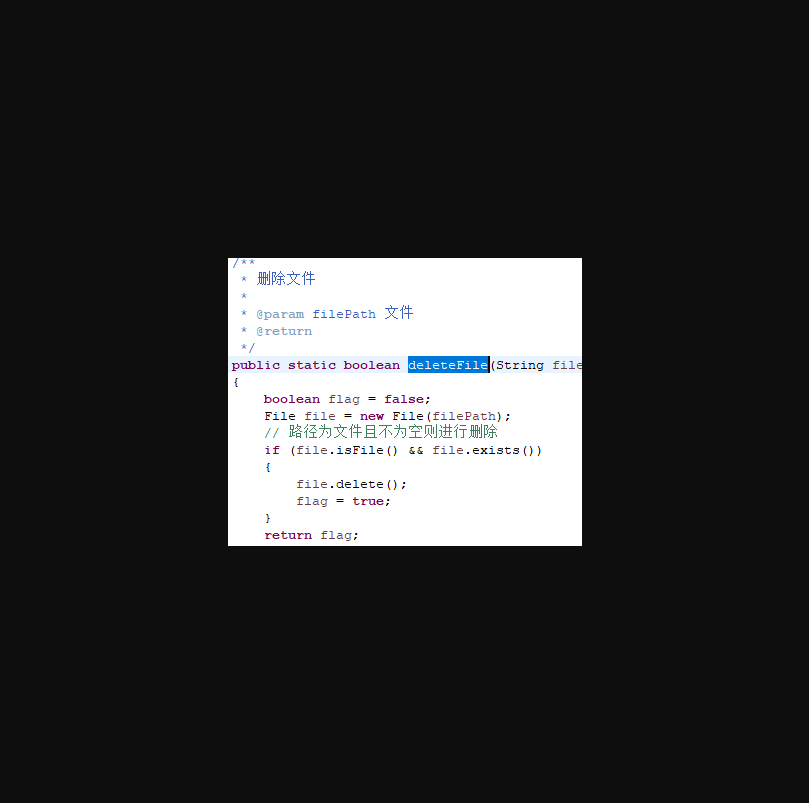 /**
 * 删除文件
 *
 * @param filePath 文件
 * @return
 */
public static boolean deleteFile(String file
{
    boolean flag = false;
    File file = new File(filePath);
    // 路径为文件且不为空则进行删除
    if (file.isFile() && file.exists())
    {
        file.delete();
        flag = true;
    }
    return flag;